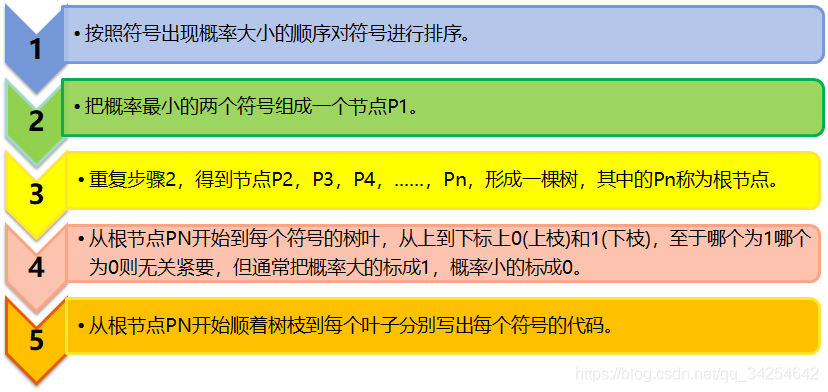 1
• 按照符号出现概率大小的顺序对符号进行排序。
2
• 把概率最小的两个符号组成一个节点P1。
3
• 重复步骤2，得到节点P2，P3，P4，……，Pn，形成一棵树，其中的Pn称为根节点。
4
• 从根节点PN开始到每个符号的树叶，从上到下标上0(上枝)和1(下枝)，至于哪个为1哪个
为0则无关紧要，但通常把概率大的标成1，概率小的标成0。
5
• 从根节点PN开始顺着树枝到每个叶子分别写出每个符号的代码。
https://blog.csdn.net/qq_34254642